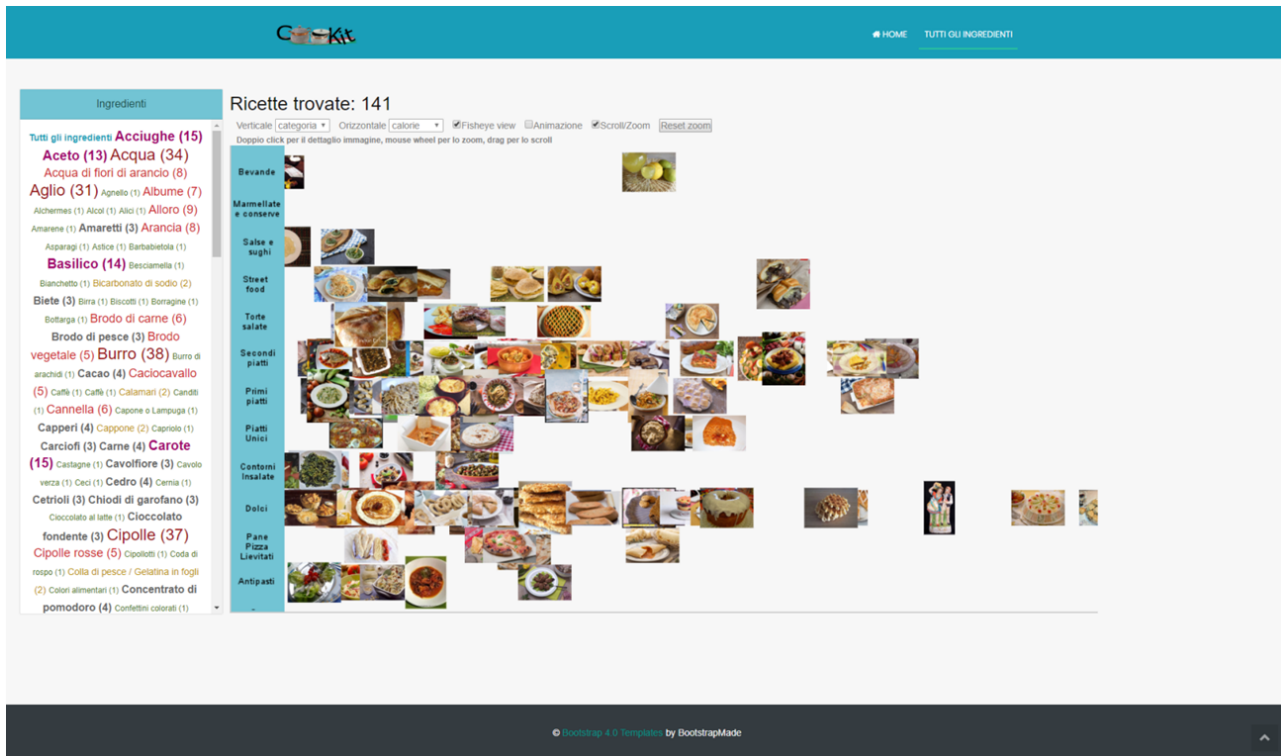 CooKit
HOME TUTTI GLI INGREDIENTI
Ingredienti
Tutti gli ingredienti Acciughe (15)
Aceto (13) Acqua (34)
Acqua di fiori di arancio (8)
Aglio (31) Agnello (1) Albume (7)
Alchermes (1) Alcol (1) Alici (1) Alloro (9)
Amarene (1) Amaretti (3) Arancia (8)
Asparagi (1) Astice (1) Barbabietola (1)
Basilico (14) Besciamella (1)
Bianchetto (1) Bicarbonato di sodio (2)
Biete (3) Birra (1) Biscotti (1) Borragine (1)
Bottarga (1) Brodo di carne (6)
Brodo di pesce (3) Brodo
vegetale (5) Burro (38) Burro di
arachidi (1) Cacao (4) Caciocavallo
(5) Caffè (1) Caffè (1) Calamari (2) Canditi
(1) Cannella (6) Capone o Lampuga (1)
Capperi (4) Cappone (2) Capriolo (1)
Carciofi (3) Carne (4) Carote
(15) Castagne (1) Cavolfiore (3) Cavolo
verza (1) Ceci (1) Cedro (4) Cernia (1)
Cetrioli (3) Chiodi di garofano (3)
Cioccolato al latte (1) Cioccolato
fondente (3) Cipolle (37)
Cipolle rosse (5) Cipollotti (1) Coda di
rospo (1) Colla di pesce / Gelatina in fogli
(2) Colori alimentari (1) Concentrato di
pomodoro (4) Confettini colorati (1)
Ricette trovate: 141
Verticale categoria Orizzontale calorie Fisheye view Animazione Scroll/Zoom Reset zoom
Doppio click per il dettaglio immagine, mouse wheel per lo zoom, drag per lo scroll
Bevande
Marmellate
e conserve
Salse e
sughi
Street
food
Torte
salate
Secondi
piatti
Primi
piatti
Piatti
Unici
Contorni
Insalate
Dolci
Pane
Pizza
Lievitati
Antipasti
© Bootstrap 4.0 Templates by BootstrapMade